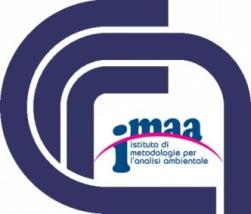 imaa
istituto di
metodologie per
l'analisi ambientale